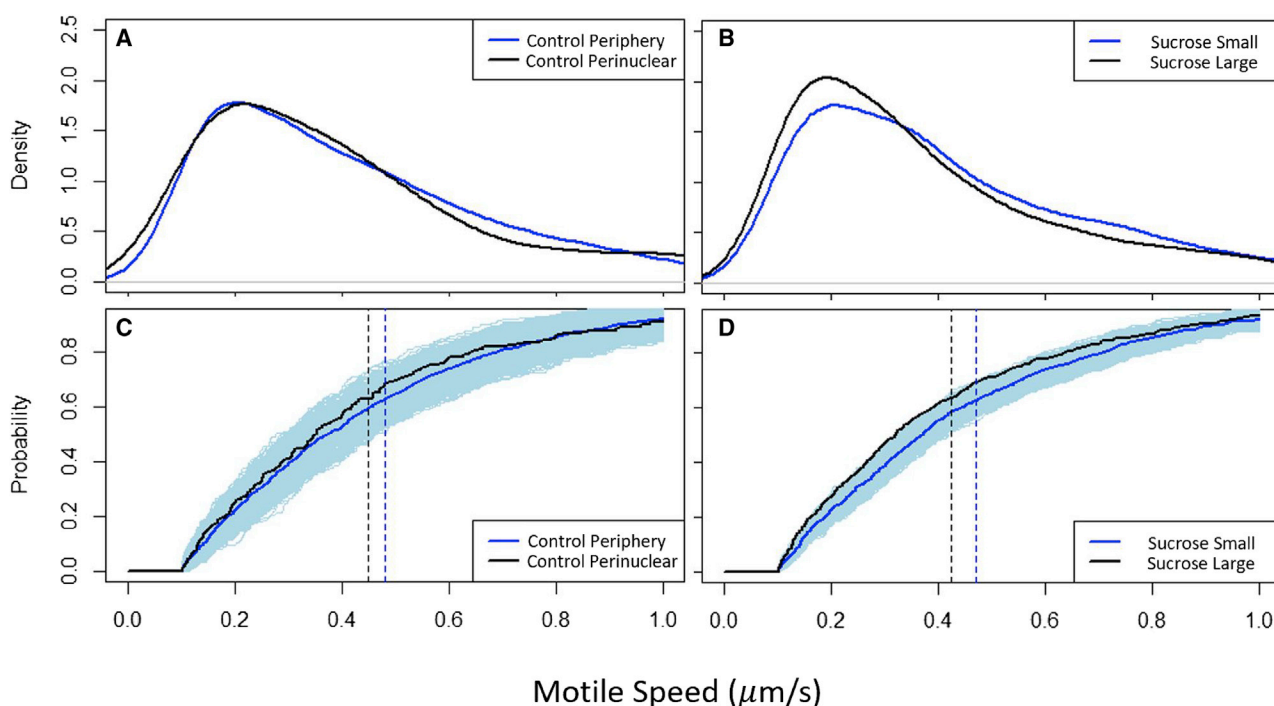 A
Control Periphery
Control Perinuclear
B
Sucrose Small
Sucrose Large
Density
2.5
2.0
1.5
1.0
0.5
0.0
C
Control Periphery
Control Perinuclear
D
Sucrose Small
Sucrose Large
Probability
0.8
0.6
0.4
0.2
0.0
0.0 0.2 0.4 0.6 0.8 1.0
0.0 0.2 0.4 0.6 0.8 1.0
Motile Speed (μm/s)